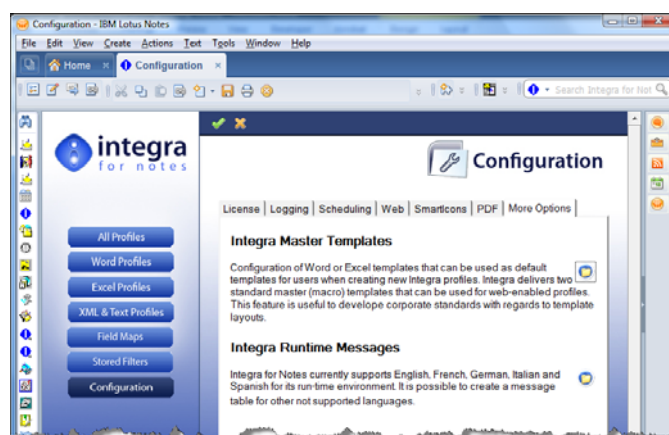 Configuration - IBM Lotus Notes
File Edit View Create Actions Text Tools Window Help
Home Configuration
Search Integra for Not
integra
for notes
Configuration
License Logging Scheduling Web SmartIcons PDF More Options
All Profiles
Word Profiles
Excel Profiles
XML & Text Profiles
Field Maps
Stored Filters
Configuration
Integra Master Templates
Configuration of Word or Excel templates that can be used as default
templates for users when creating new Integra profiles. Integra delivers two
standard master (macro) templates that can be used for web-enabled profiles.
This feature is useful to develope corporate standards with regards to template
layouts.
Integra Runtime Messages
Integra for Notes currently supports English, French, German, Italian and
Spanish for its run-time environment. It is possible to create a message
table for other not supported languages.